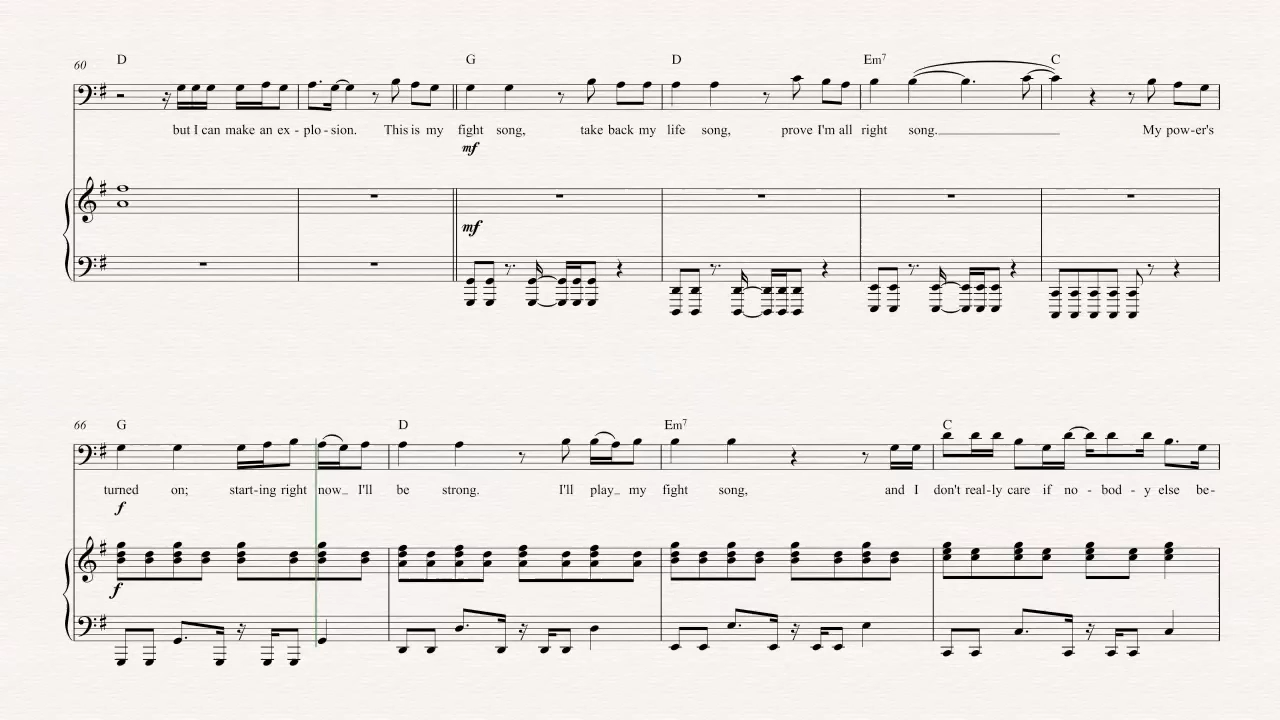 60 D G D Em7 C
but I can make an ex - plo - sion. This is my fight song, take back my life song, prove I'm all right song. My pow-er's
mf
mf
66 G D Em7 C
turned on; start-ing right now_ I'll be strong. I'll play_ my fight song, and I don't real-ly care if no - bod - y else be-
f
f